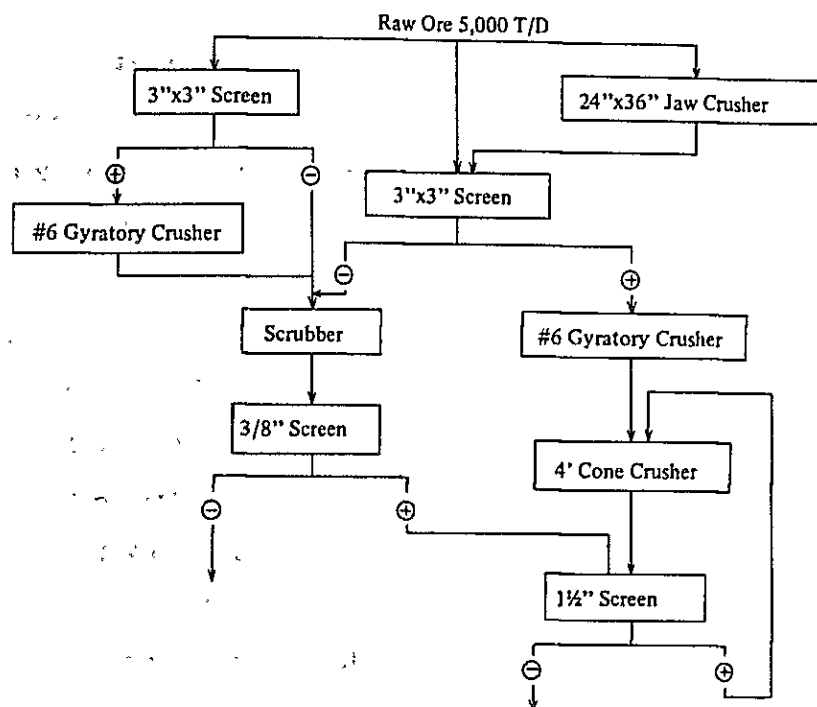 Raw Ore 5,000 T/D
3"x3" Screen
24"x36" Jaw Crusher
⊕
⊖
3"x3" Screen
#6 Gyratory Crusher
⊖
⊕
Scrubber
#6 Gyratory Crusher
3/8" Screen
4' Cone Crusher
⊖
⊕
1½" Screen
⊖
⊕